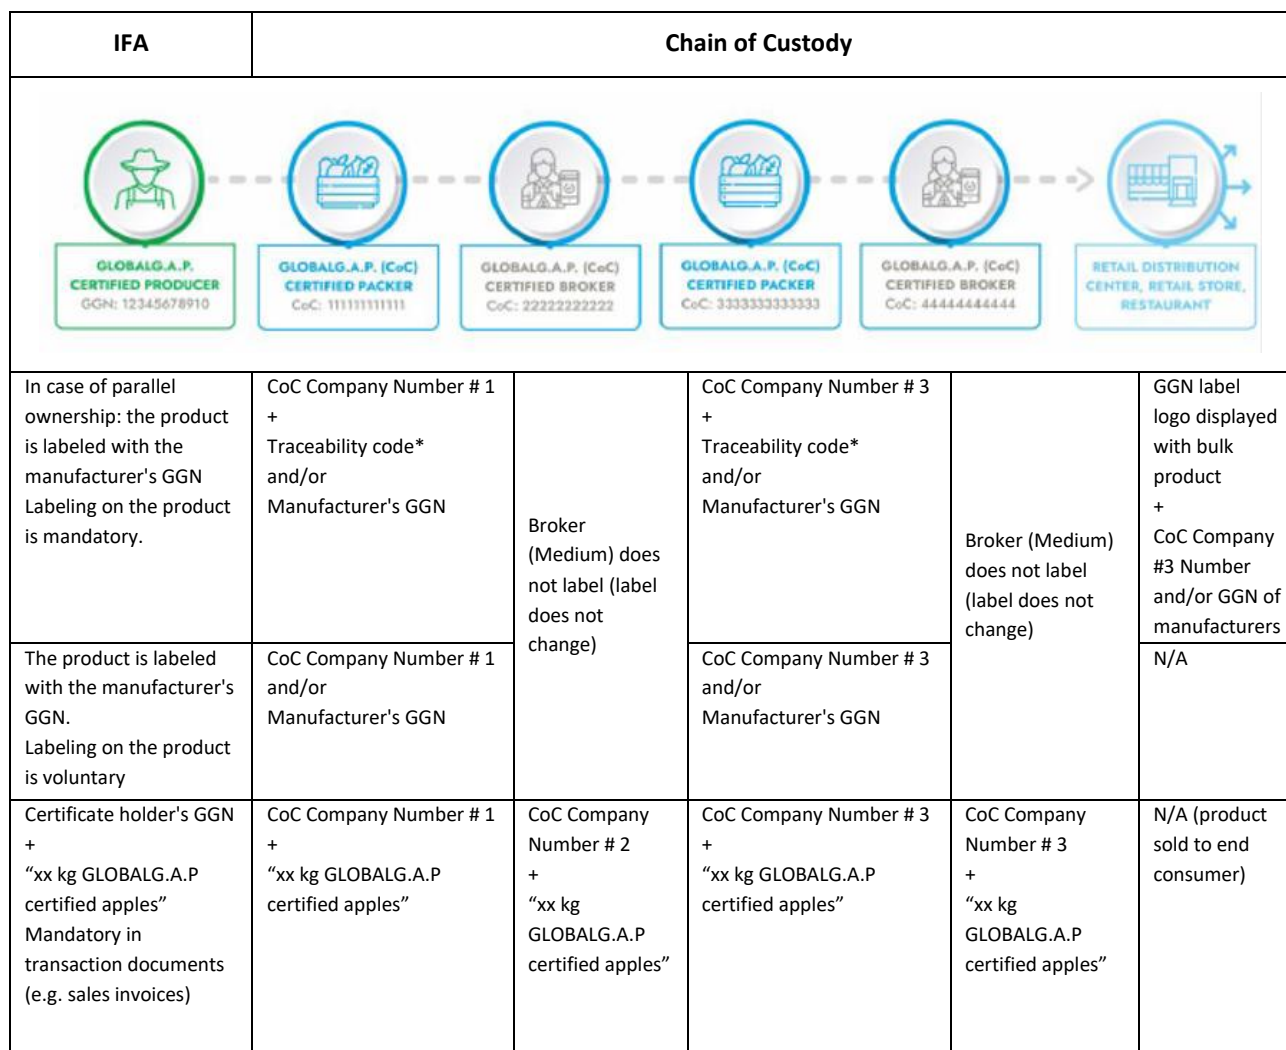 IFA
Chain of Custody
GLOBALG.A.P.
CERTIFIED PRODUCER
GGN: 12345678910
GLOBALG.A.P. (CoC)
CERTIFIED PACKER
CoC: 111111111111
GLOBALG.A.P. (CoC)
CERTIFIED BROKER
CoC: 22222222222
GLOBALG.A.P. (CoC)
CERTIFIED PACKER
CoC: 3333333333333
GLOBALG.A.P. (CoC)
CERTIFIED BROKER
CoC: 44444444444
RETAIL DISTRIBUTION
CENTER, RETAIL STORE,
RESTAURANT
In case of parallel
ownership: the product
is labeled with the
manufacturer's GGN
Labeling on the product
is mandatory.
CoC Company Number # 1
+
Traceability code*
and/or
Manufacturer's GGN
Broker
(Medium) does
not label (label
does not
change)
CoC Company Number # 3
+
Traceability code*
and/or
Manufacturer's GGN
Broker (Medium)
does not label
(label does not
change)
GGN label
logo displayed
with bulk
product
+
CoC Company
#3 Number
and/or GGN of
manufacturers
The product is labeled
with the manufacturer's
GGN.
Labeling on the product
is voluntary
CoC Company Number # 1
and/or
Manufacturer's GGN
CoC Company Number # 3
and/or
Manufacturer's GGN
N/A
Certificate holder's GGN
+
“xx kg GLOBALG.A.P
certified apples”
Mandatory in
transaction documents
(e.g. sales invoices)
CoC Company Number # 1
+
“xx kg GLOBALG.A.P
certified apples”
CoC Company
Number # 2
+
“xx kg
GLOBALG.A.P
certified apples”
CoC Company Number # 3
+
“xx kg GLOBALG.A.P
certified apples”
CoC Company
Number # 3
+
“xx kg
GLOBALG.A.P
certified apples”
N/A (product
sold to end
consumer)